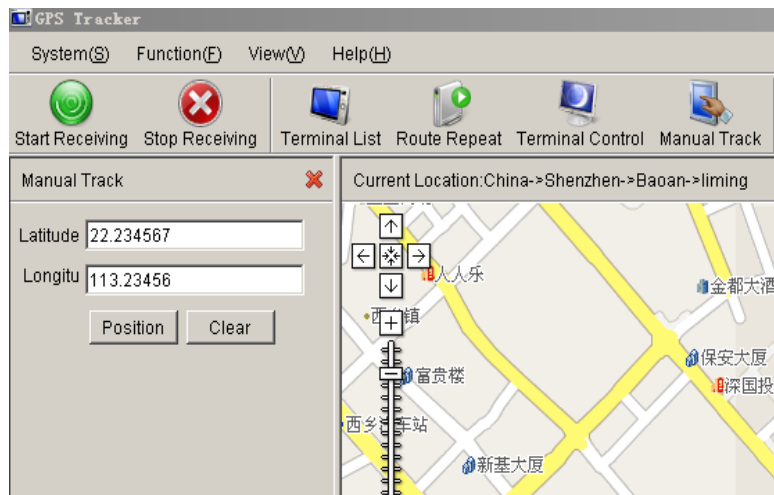 GPS Tracker
System(S) Function(F) View(V) Help(H)
Start Receiving Stop Receiving Terminal List Route Repeat Terminal Control Manual Track
Manual Track
Current Location:China->Shenzhen->Baoan->liming
Latitude 22.234567
Longitu 113.23456
Position Clear
人人乐
金都大酒
镇
保安大厦
富贵楼
深国投
西乡 车站
新基大厦